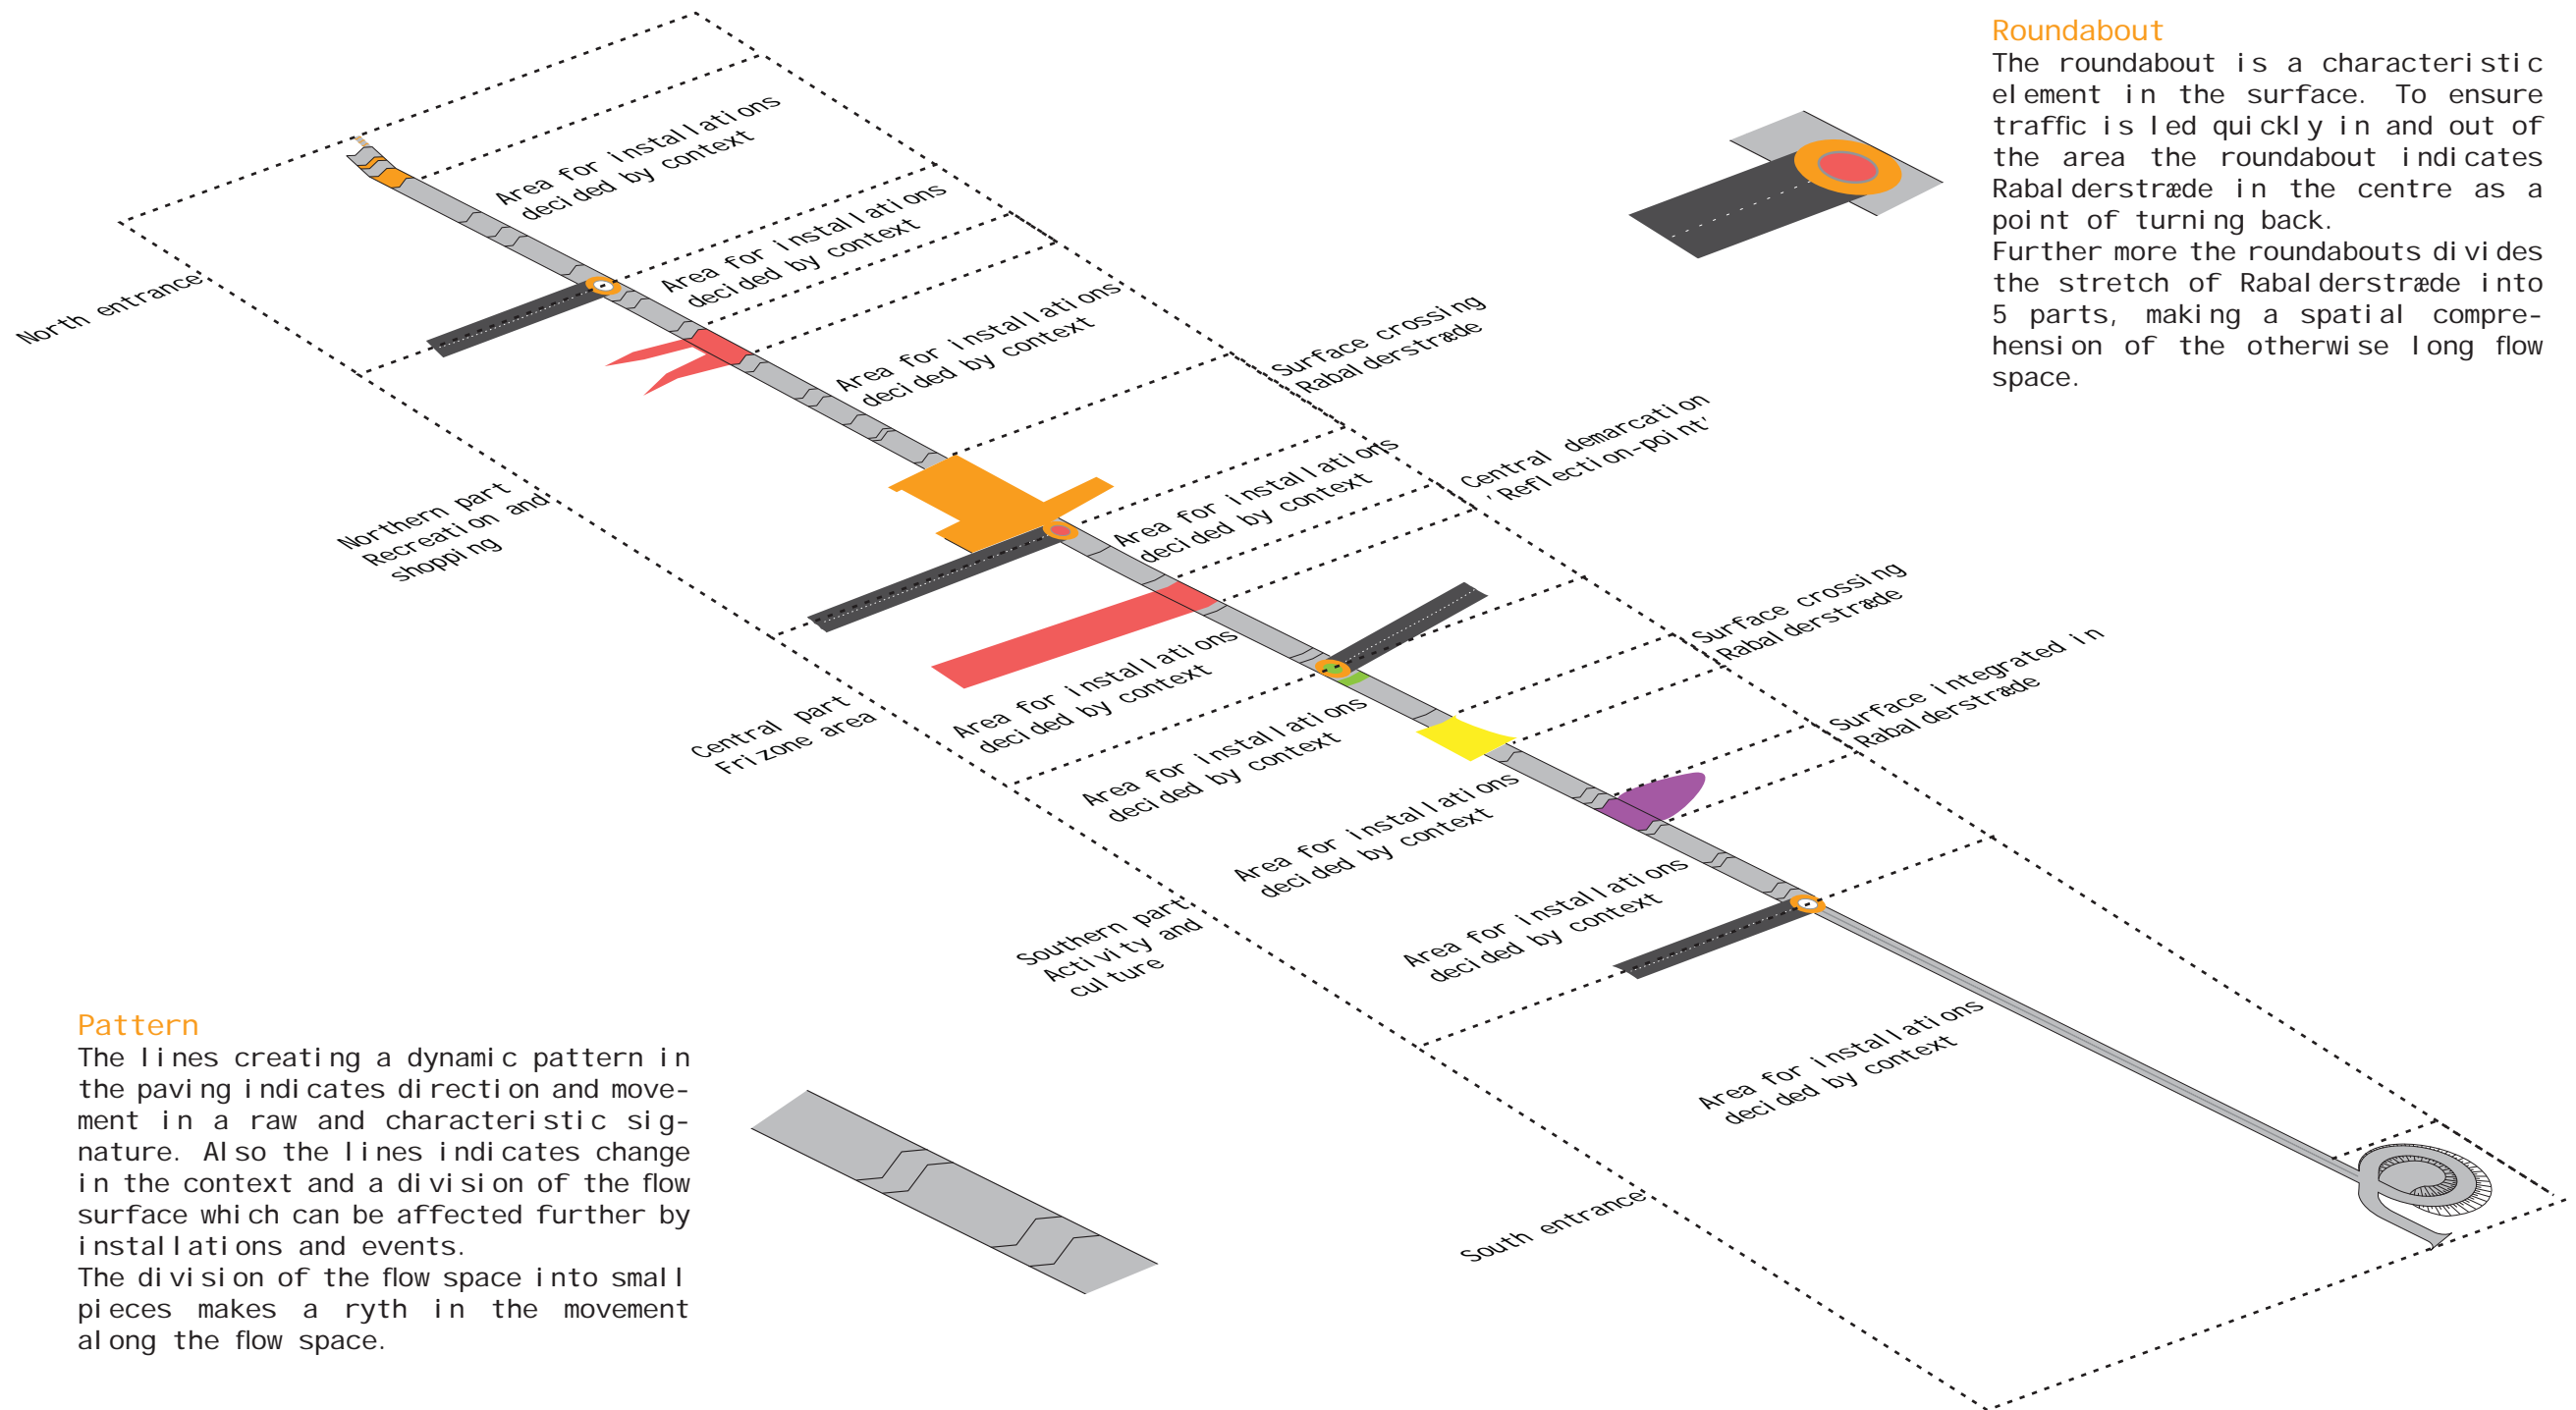 Roundabout
The roundabout is a characteristic
element in the surface. To ensure
traffic is led quickly in and out of
the area the roundabout indicates
Rabalderstræde in the centre as a
point of turning back.
Further more the roundabouts divides
the stretch of Rabalderstræde into
5 parts, making a spatial compre-
hension of the otherwise long flow
space.
Area for installations
decided by context
Area for installations
decided by context
North entrance
Area for installations
decided by context
Surface crossing
Rabalderstræde
Central demarcation
'Reflection-point'
Area for installations
decided by context
Northern part
Recreation and
shopping
Surface crossing
Rabalderstræde
Surface integrated in
Rabalderstræde
Area for installations
decided by context
Central part
Frizone area
Area for installations
decided by context
Area for installations
decided by context
Area for installations
decided by context
Southern part
Activity and
culture
Area for installations
decided by context
South entrance
Pattern
The lines creating a dynamic pattern in
the paving indicates direction and move-
ment in a raw and characteristic sig-
nature. Also the lines indicates change
in the context and a division of the flow
surface which can be affected further by
installations and events.
The division of the flow space into small
pieces makes a ryth in the movement
along the flow space.